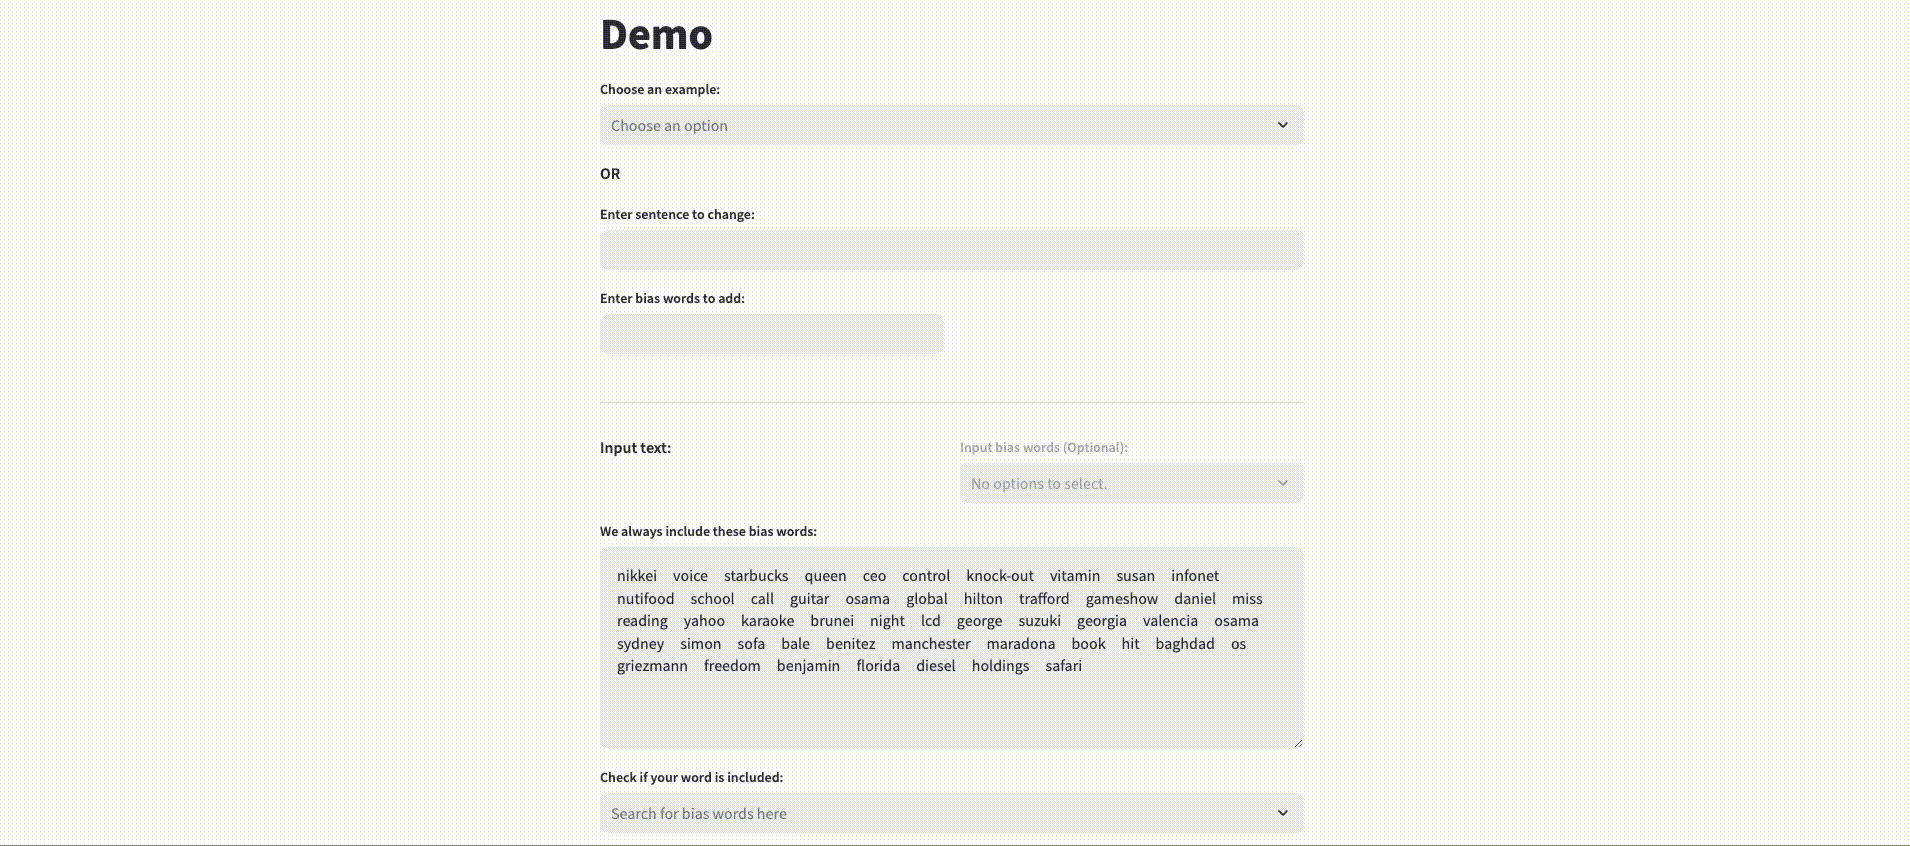 Demo
Choose an example:
Choose an option
OR
Enter sentence to change:
Enter bias words to add:
Input text:
Input bias words (Optional):
No options to select.
We always include these bias words:
nikkei voice starbucks queen ceo control knock-out vitamin susan infonet
nutifood school call guitar osama global hilton trafford gameshow daniel miss
reading yahoo karaoke brunei night lcd george suzuki georgia valencia osama
sydney simon sofa bale benitez manchester maradona book hit baghdad os
griezmann freedom benjamin florida diesel holdings safari
Check if your word is included:
Search for bias words here